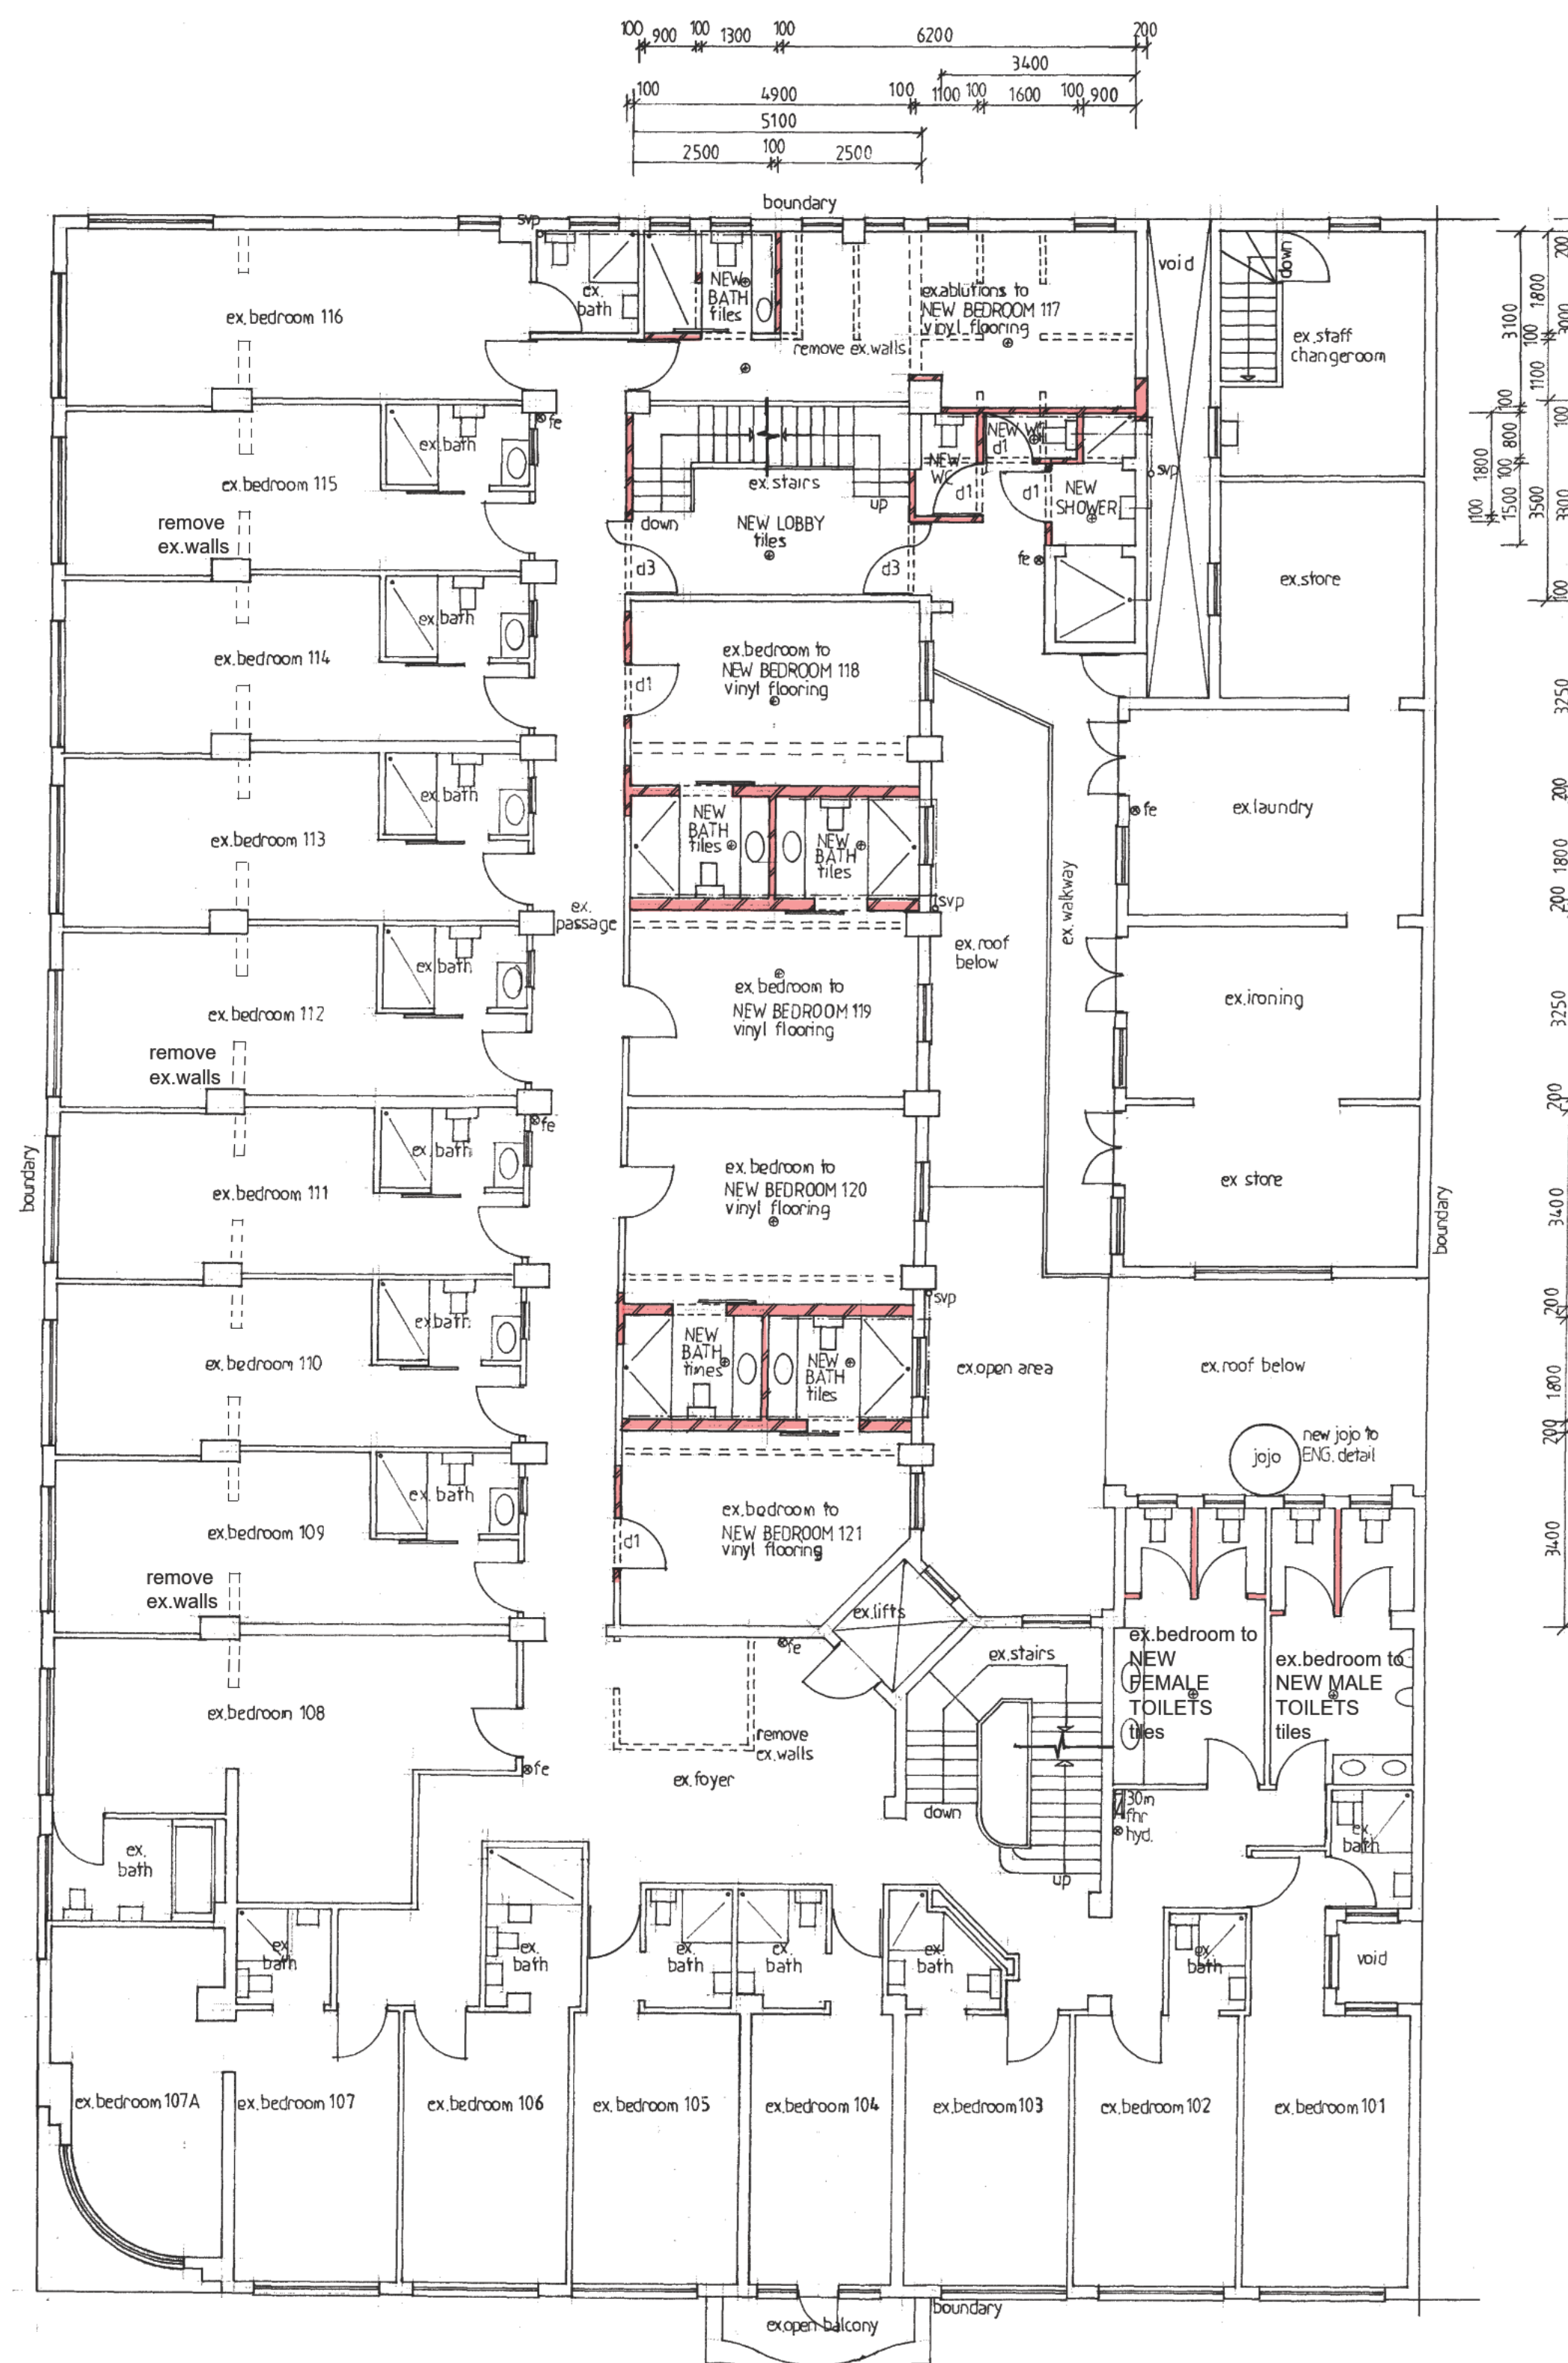 100 900 100 1300 100 6200 200
3400
100 4900 100 1100 100 1600 100 900
5100
2500 100 2500
boundary
svp
ex.bedroom 116
ex.
bath
NEW
BATH
tiles
ex.ablutions to
NEW BEDROOM 117
vinyl flooring
remove ex.walls
void
down
ex.staff
changeroom
200
1800
3100
3000
100
1100
100
100
1800
800
100
3500
3300
1500
100
100
fe
ex.bath
ex.bedroom 115
remove
ex.walls
ex.stairs
down
up
NEW LOBBY
tiles
d3
d3
NEW
WC
d1
NEW WC
d1
d1
NEW
SHOWER
svp
fe
ex.store
ex.bath
ex.bedroom 114
ex.bedroom to
NEW BEDROOM 118
vinyl flooring
d1
3250
ex.bath
ex.bedroom 113
NEW
BATH
tiles
NEW
BATH
tiles
svp
fe
ex.laundry
200
1800
200
ex.
passage
ex.walkway
ex.roof
below
ex.bath
ex.bedroom 112
remove
ex.walls
ex.bedroom to
NEW BEDROOM 119
vinyl flooring
ex.ironing
3250
200
fe
ex.bath
ex.bedroom 111
boundary
ex.bedroom to
NEW BEDROOM 120
vinyl flooring
ex store
boundary
3400
svp
200
ex.bath
ex.bedroom 110
NEW
BATH
times
NEW
BATH
tiles
ex.open area
ex.roof below
1800
200
jojo
new jojo to
ENG. detail
ex.bath
ex.bedroom 109
remove
ex.walls
ex.bedroom to
NEW BEDROOM 121
vinyl flooring
d1
3400
ex.lifts
fe
ex.stairs
ex.bedroom to
NEW
FEMALE
TOILETS
tiles
ex.bedroom to
NEW MALE
TOILETS
tiles
ex.bedroom 108
remove
ex.walls
ex.foyer
fe
down
up
30m
fhr
hyd.
ex.
bath
ex.
bath
ex.
bath
ex.
bath
ex.
bath
ex.
bath
ex.
bath
ex.
bath
void
ex.bedroom 107A
ex.bedroom 107
ex.bedroom 106
ex.bedroom 105
ex.bedroom 104
ex.bedroom 103
ex.bedroom 102
ex.bedroom 101
boundary
ex.open balcony